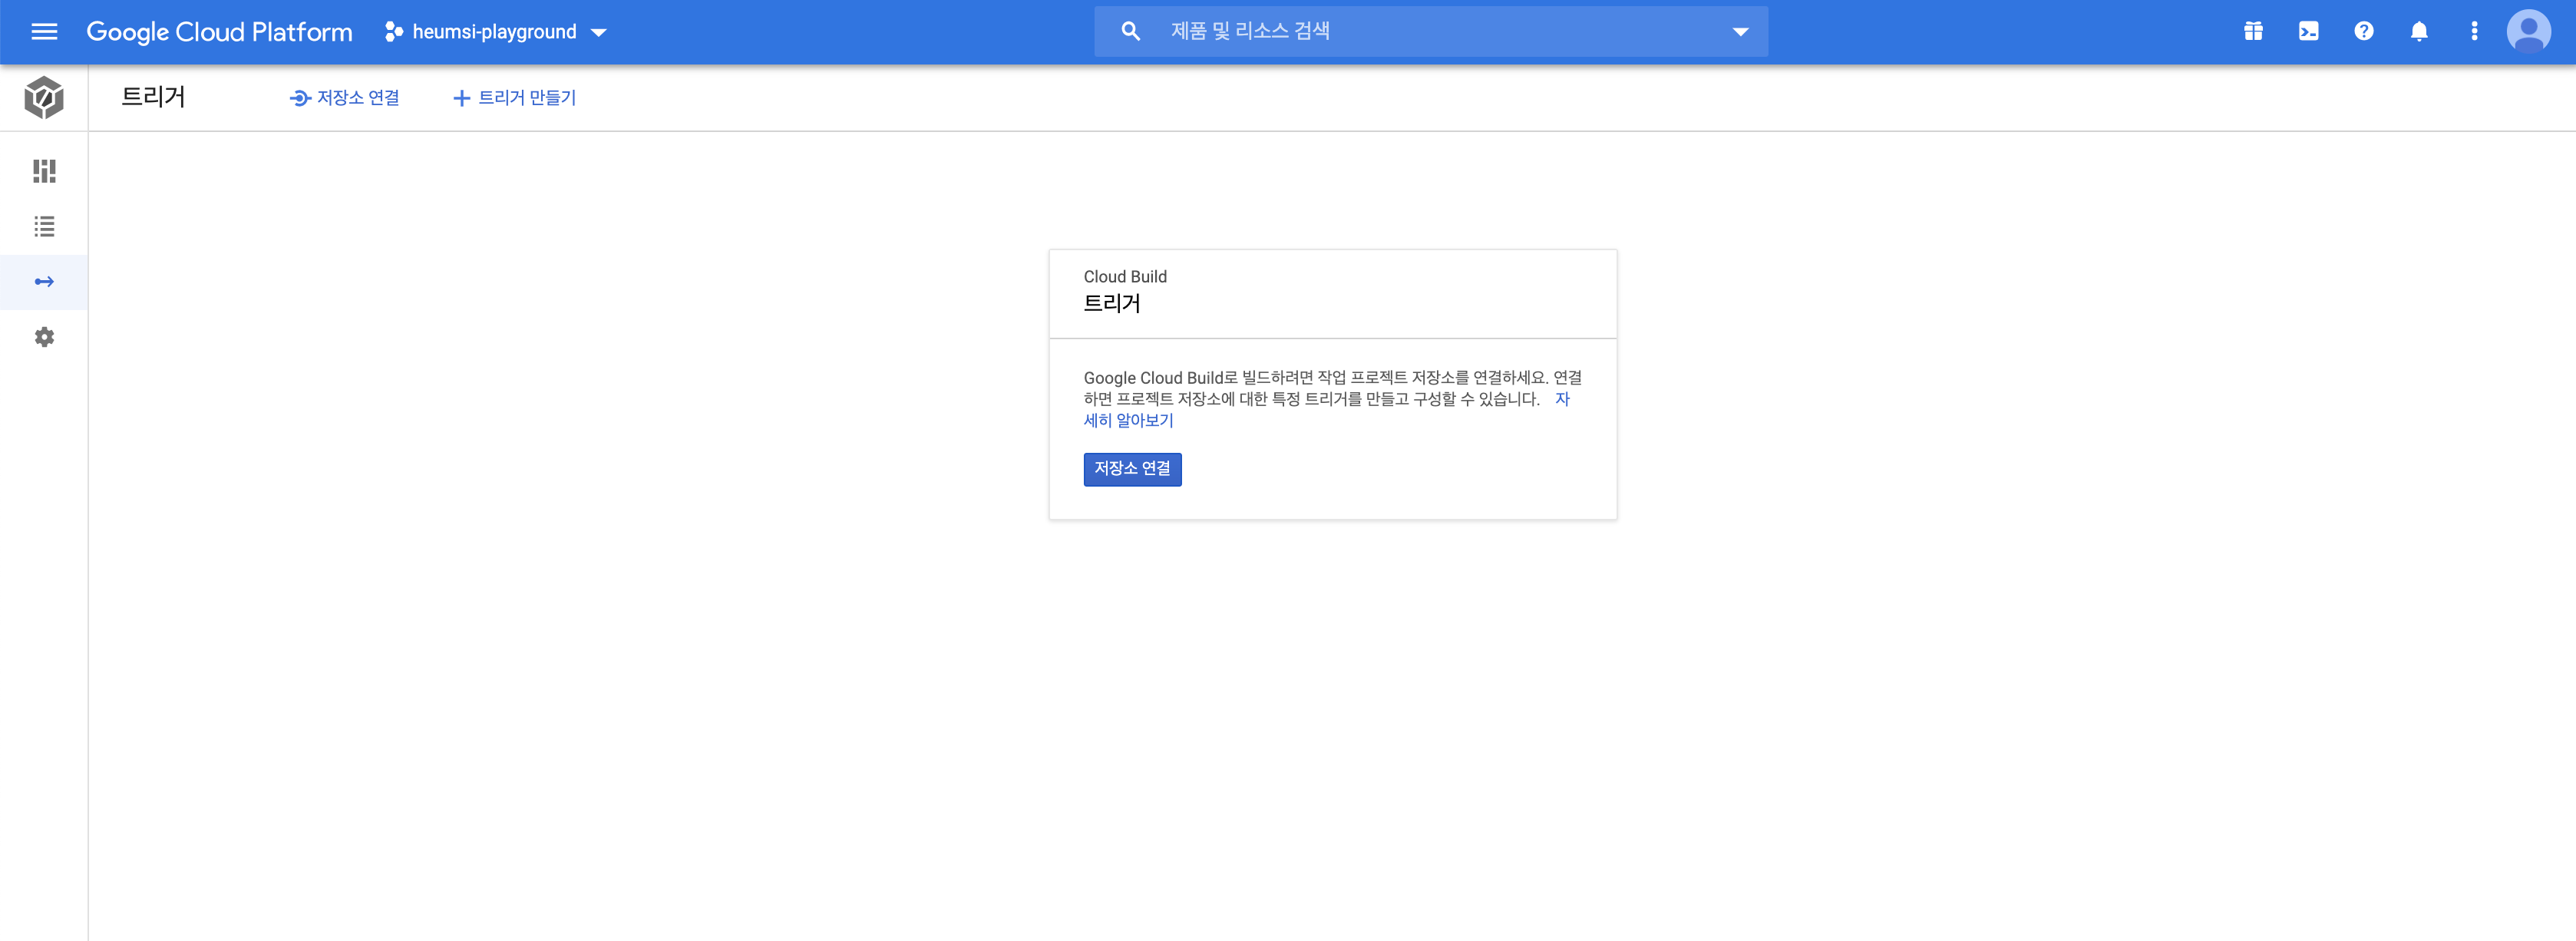 Google Cloud Platform
heumsi-playground
제품 및 리소스 검색
트리거
저장소 연결
트리거 만들기
Cloud Build
트리거
Google Cloud Build로 빌드하려면 작업 프로젝트 저장소를 연결하세요. 연결
하면 프로젝트 저장소에 대한 특정 트리거를 만들고 구성할 수 있습니다. 자
세히 알아보기
저장소 연결